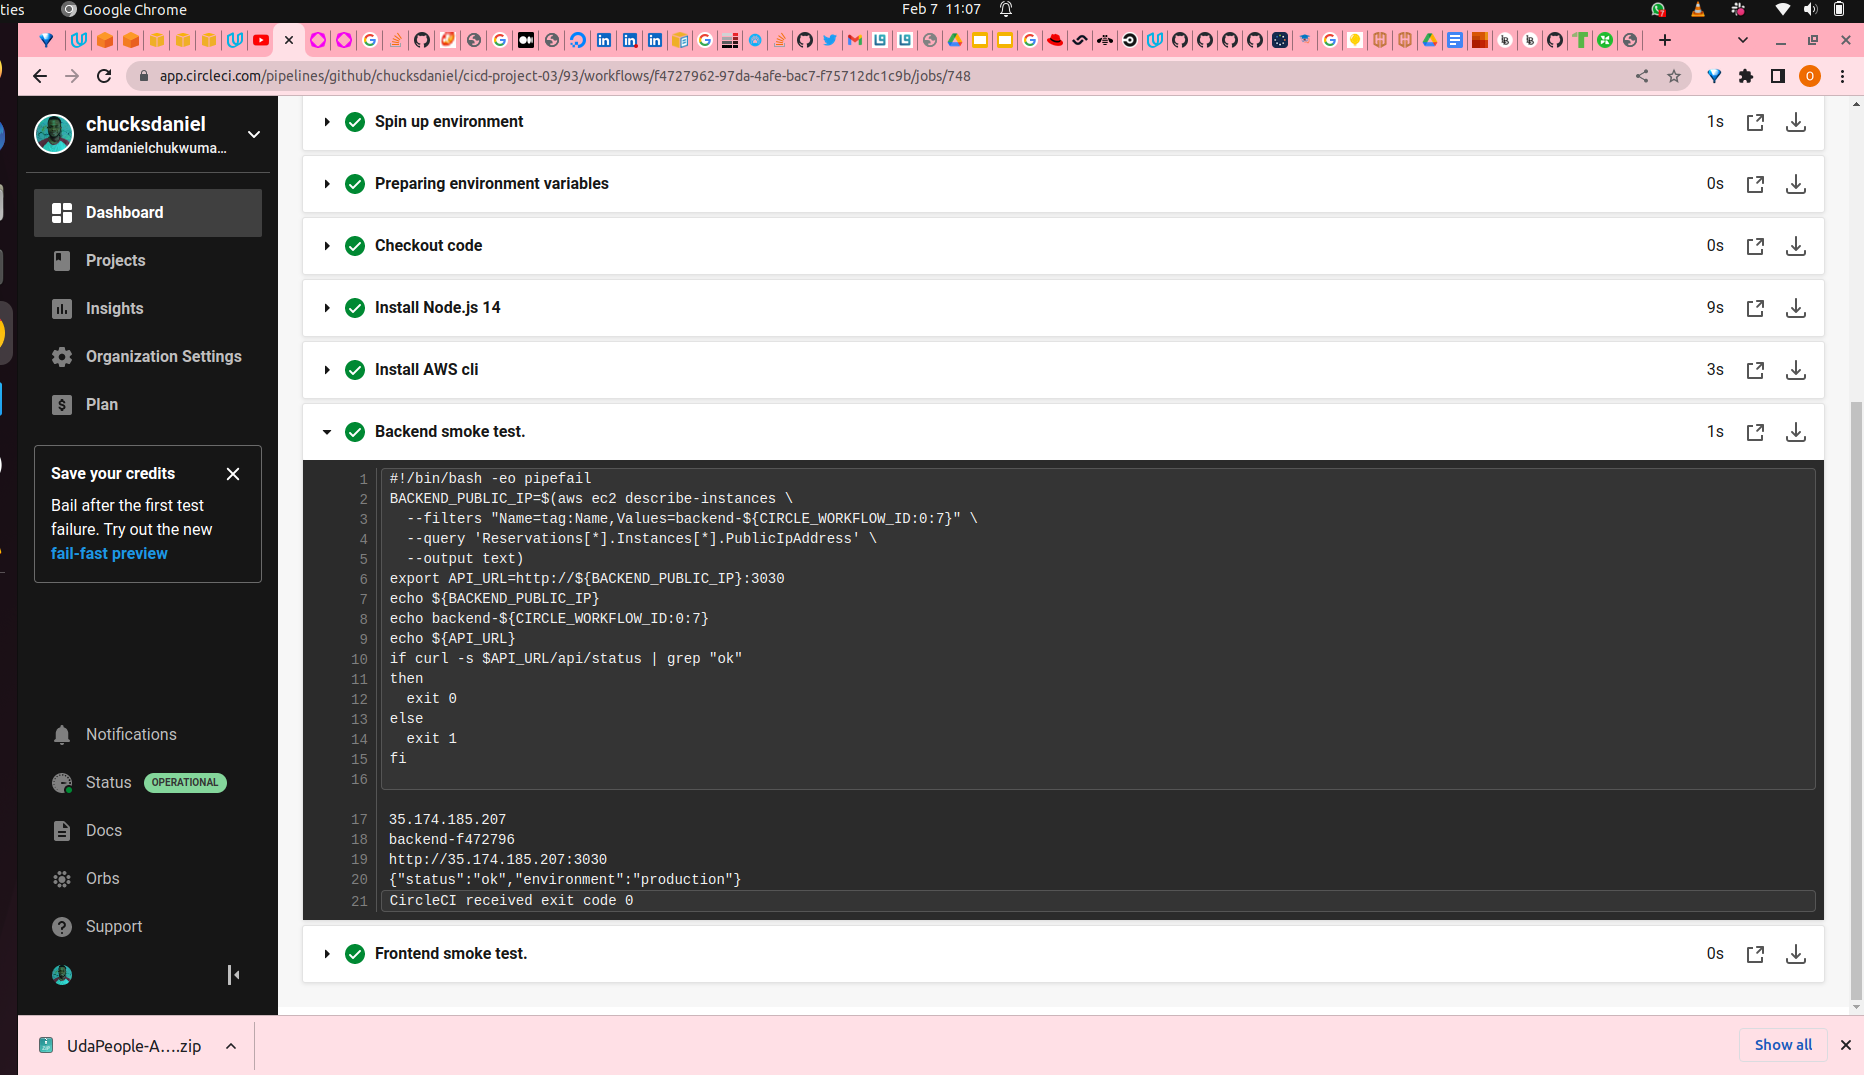 ties
Google Chrome
Feb 7 11:07
app.circleci.com/pipelines/github/chucksdaniel/cicd-project-03/93/workflows/f4727962-97da-4afe-bac7-f75712dc1c9b/jobs/748
O
chucksdaniel
iamdanielchukwuma...
Dashboard
Projects
Insights
Organization Settings
Plan
Save your credits
Bail after the first test
failure. Try out the new
fail-fast preview
Notifications
Status OPERATIONAL
Docs
Orbs
Support
Spin up environment 1s
Preparing environment variables 0s
Checkout code 0s
Install Node.js 14 9s
Install AWS cli 3s
Backend smoke test. 1s
1 #!/bin/bash -eo pipefail
2 BACKEND_PUBLIC_IP=$(aws ec2 describe-instances \
3 --filters "Name=tag:Name,Values=backend-${CIRCLE_WORKFLOW_ID:0:7}" \
4 --query 'Reservations[*].Instances[*].PublicIpAddress' \
5 --output text)
6 export API_URL=http://${BACKEND_PUBLIC_IP}:3030
7 echo ${BACKEND_PUBLIC_IP}
8 echo backend-${CIRCLE_WORKFLOW_ID:0:7}
9 echo ${API_URL}
10 if curl -s $API_URL/api/status | grep "ok"
11 then
12 exit 0
13 else
14 exit 1
15 fi
16
17 35.174.185.207
18 backend-f472796
19 http://35.174.185.207:3030
20 {"status":"ok","environment":"production"}
21 CircleCI received exit code 0
Frontend smoke test. 0s
UdaPeople-A....zip
Show all